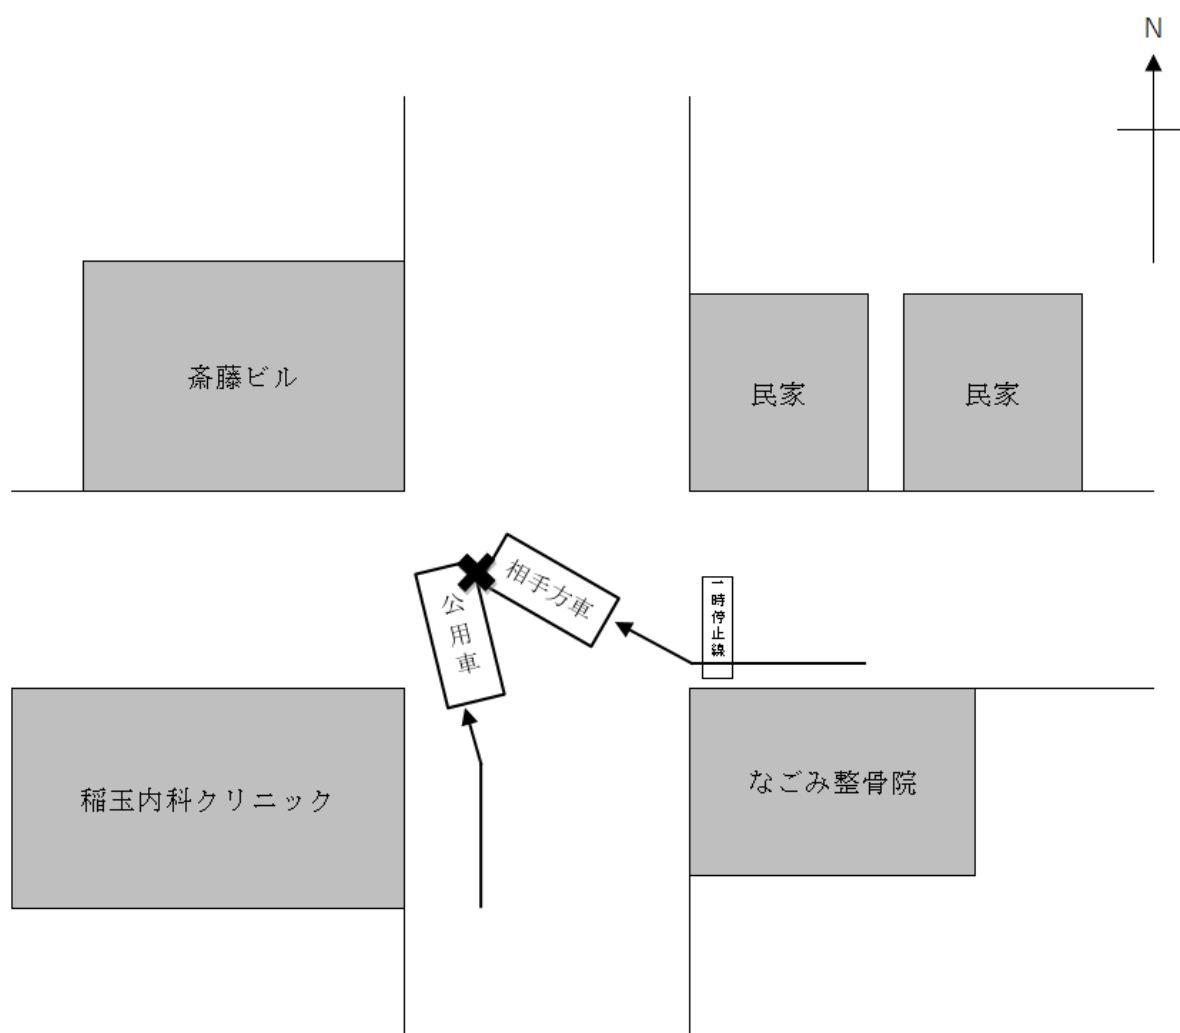 N
斎藤ビル
民家
民家
相手方車
公用車
一時停止線
稲玉内科クリニック
なごみ整骨院